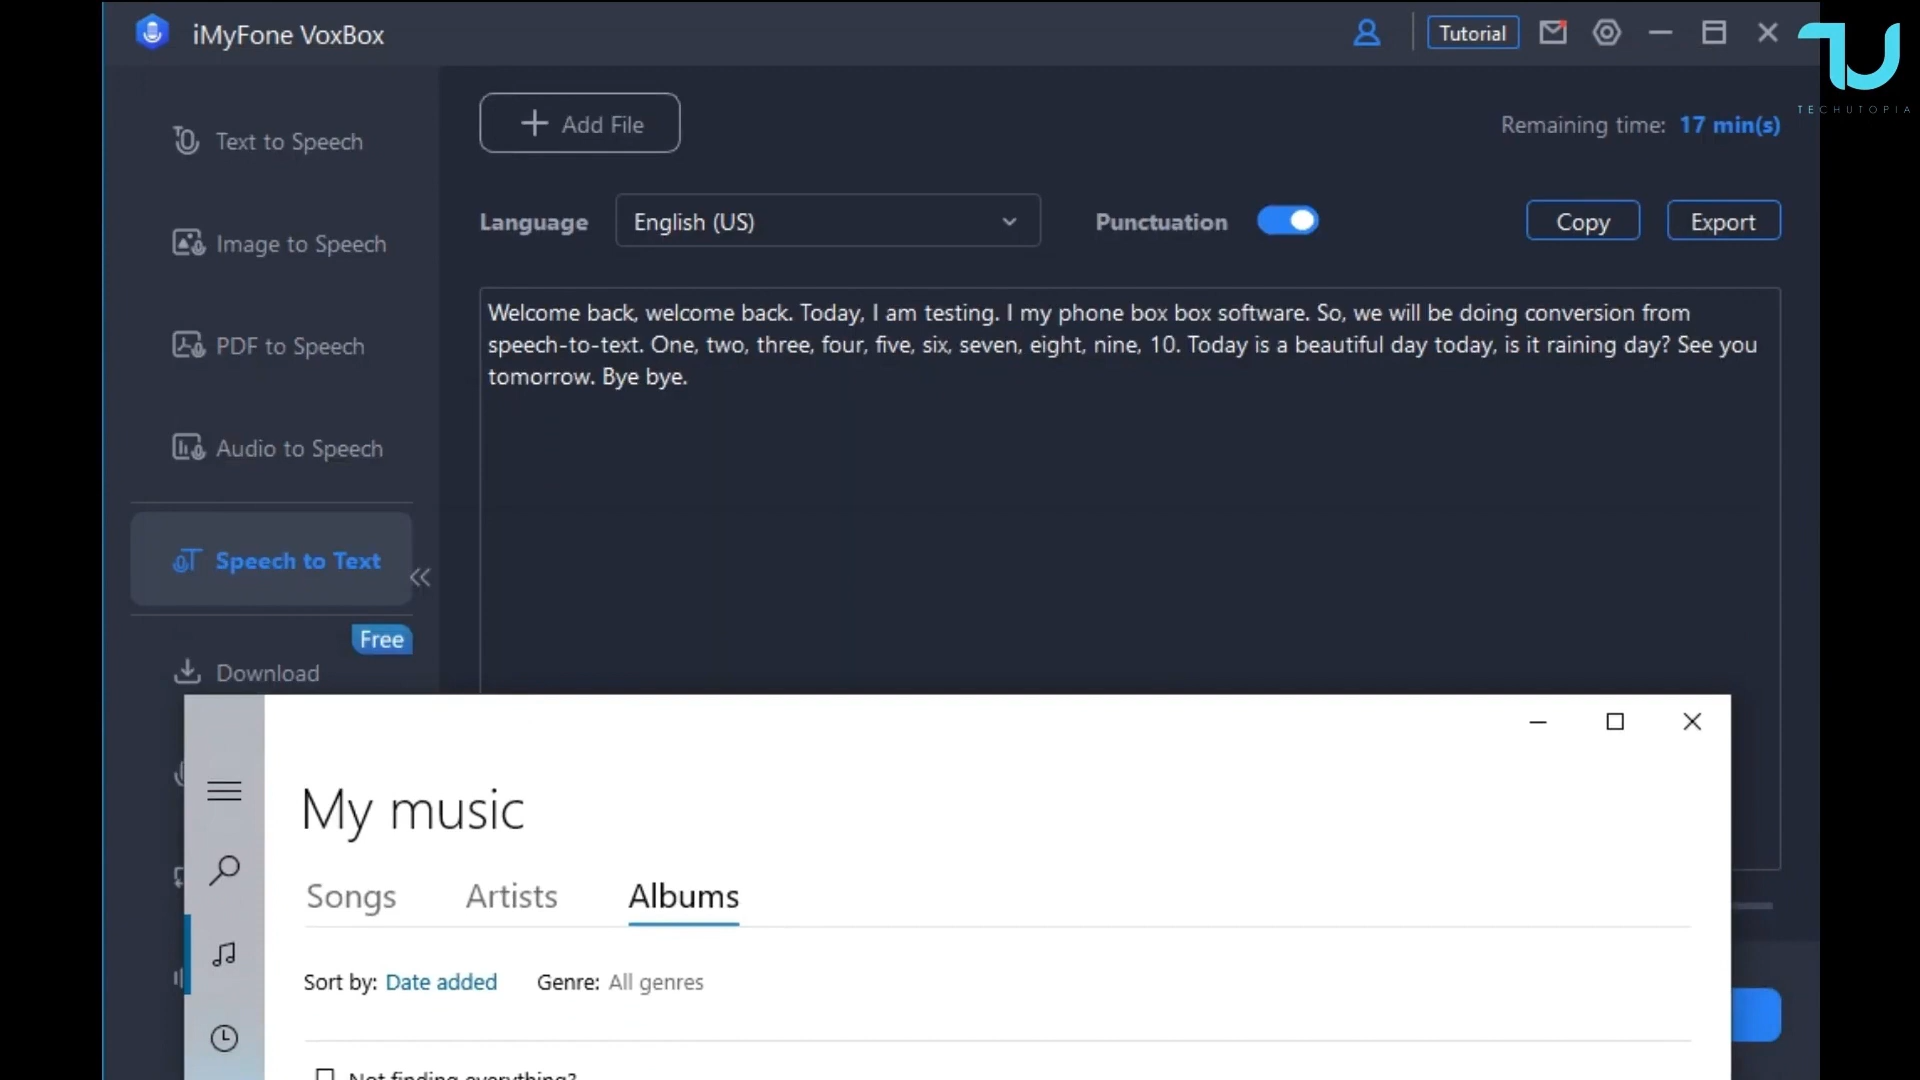 iMyFone VoxBox
Tutorial
TECHUTOPIA
Text to Speech
Image to Speech
PDF to Speech
Audio to Speech
Speech to Text
Free
Download
Add File
Remaining time: 17 min(s)
Language English (US) Punctuation Copy Export
Welcome back, welcome back. Today, I am testing. I my phone box box software. So, we will be doing conversion from
speech-to-text. One, two, three, four, five, six, seven, eight, nine, 10. Today is a beautiful day today, is it raining day? See you
tomorrow. Bye bye.
My music
Songs Artists Albums
Sort by: Date added Genre: All genres
Not finding everything?